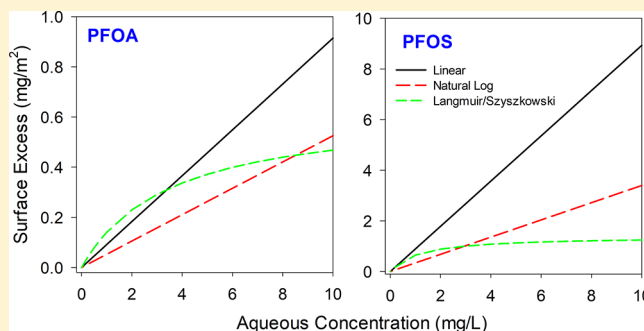 PFOA
PFOS
Linear
Natural Log
Langmuir/Szyszkowski
Surface Excess (mg/m²)
1.0
0.8
0.6
0.4
0.2
0.0
0 2 4 6 8 10
10
8
6
4
2
0
0 2 4 6 8 10
Aqueous Concentration (mg/L)